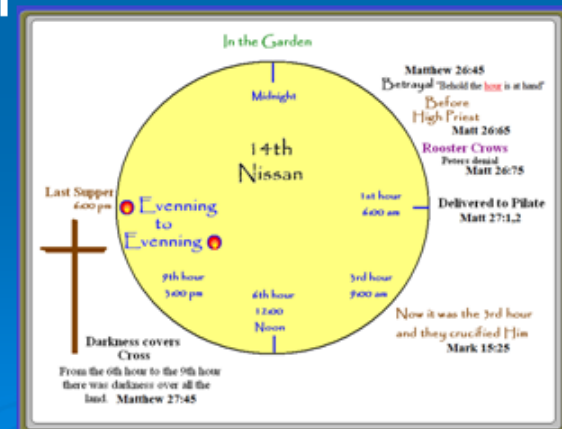 In the Garden
Midnight
14th
Nissan
Matthew 26:45
Betrayal "Behold the hour is at hand"
Before
High Priest
Matt 26:65
Rooster Crows
Peters denial
Matt 26:75
1st hour
6:00 am
Delivered to Pilate
Matt 27:1,2
Last Supper
6:00 pm
Evenning
to
Evenning
9th hour
3:00 pm
6th hour
12:00
Noon
3rd hour
9:00 am
Now it was the 3rd hour
and they crucified Him
Mark 15:25
Darkness covers
Cross
From the 6th hour to the 9th hour
there was darkness over all the
land. Matthew 27:45